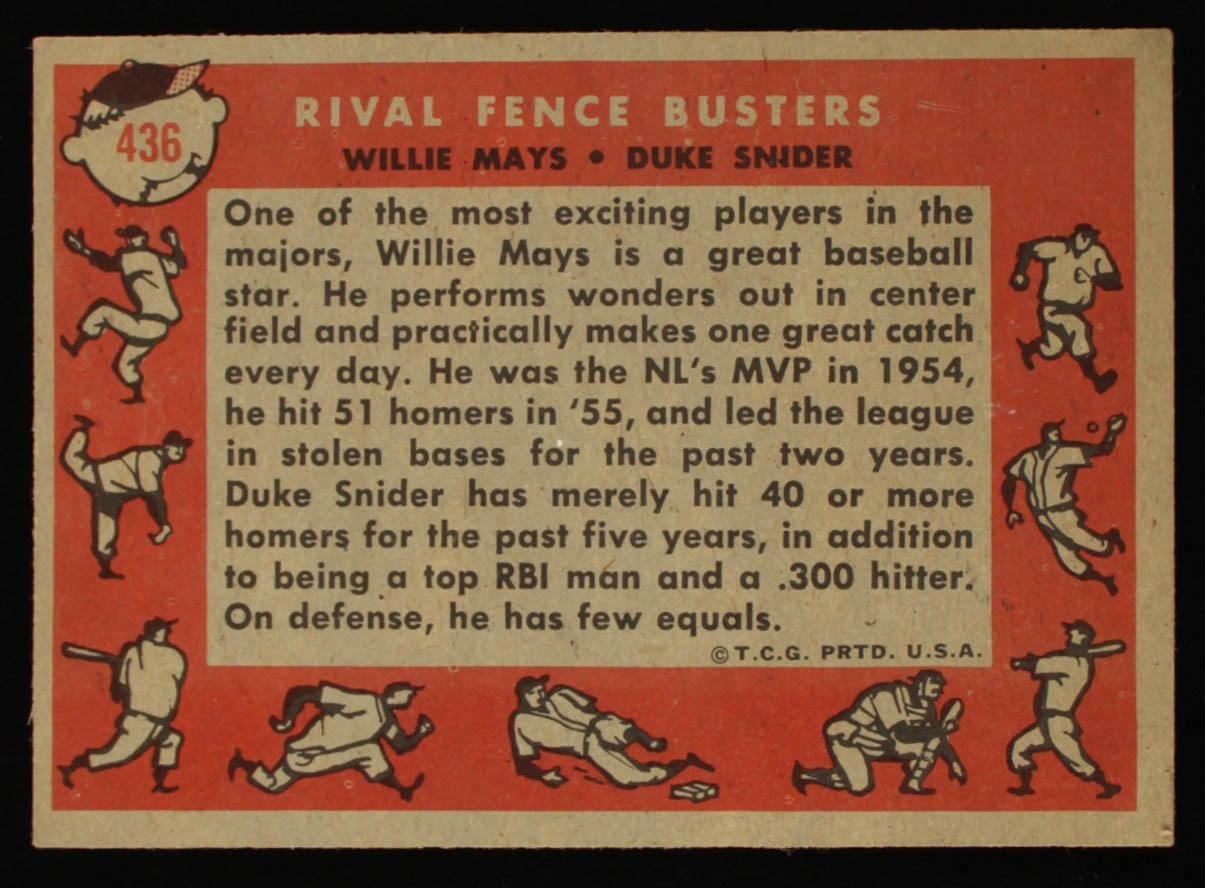 436
RIVAL FENCE BUSTERS
WILLIE MAYS • DUKE SNIDER
One of the most exciting players in the
majors, Willie Mays is a great baseball
star. He performs wonders out in center
field and practically makes one great catch
every day. He was the NL's MVP in 1954,
he hit 51 homers in '55, and led the league
in stolen bases for the past two years.
Duke Snider has merely hit 40 or more
homers for the past five years, in addition
to being a top RBI man and a .300 hitter.
On defense, he has few equals.
© T.C.G. PRTD. U.S.A.